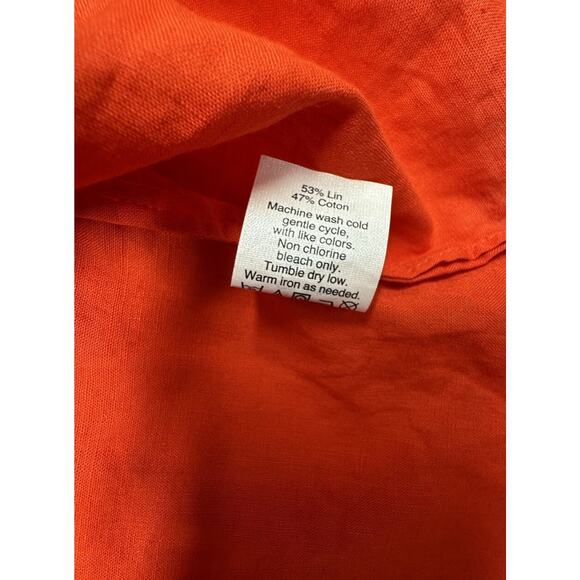 53% Lin
47% Coton
Machine wash cold
gentle cycle,
with like colors.
Non chlorine
bleach only.
Tumble dry low.
Warm iron as needed.